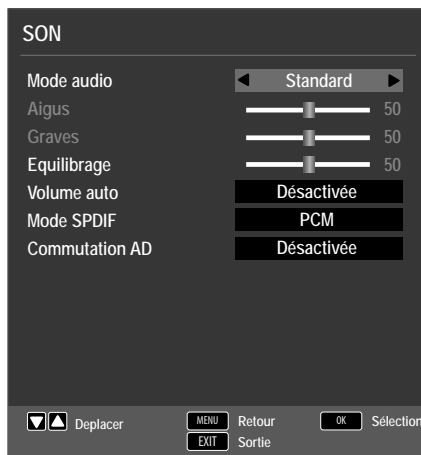 SON
Mode audio Standard
Aigus 50
Graves 50
Equilibrage 50
Volume auto Désactivée
Mode SPDIF PCM
Commutation AD Désactivée
Deplacer MENU Retour OK Sélection
EXIT Sortie